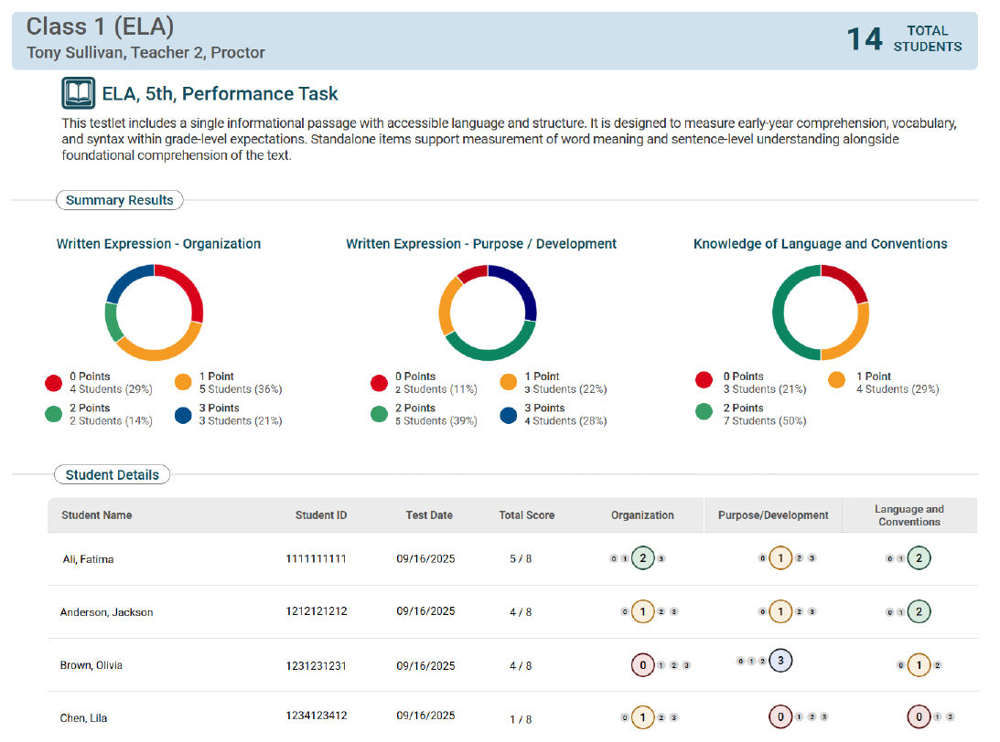 Class 1 (ELA)
Tony Sullivan, Teacher 2, Proctor
14 TOTAL STUDENTS
ELA, 5th, Performance Task
This testlet includes a single informational passage with accessible language and structure. It is designed to measure early-year comprehension, vocabulary,
and syntax within grade-level expectations. Standalone items support measurement of word meaning and sentence-level understanding alongside
foundational comprehension of the text.
Summary Results
Written Expression - Organization
0 Points
4 Students (29%)
1 Point
5 Students (36%)
2 Points
2 Students (14%)
3 Points
3 Students (21%)
Written Expression - Purpose / Development
0 Points
2 Students (11%)
1 Point
3 Students (22%)
2 Points
5 Students (39%)
3 Points
4 Students (28%)
Knowledge of Language and Conventions
0 Points
3 Students (21%)
1 Point
4 Students (29%)
2 Points
7 Students (50%)
Student Details
Student Name Student ID Test Date Total Score Organization Purpose/Development Language and Conventions
Ali, Fatima 1111111111 09/16/2025 5 / 8 0 1 2 3 0 1 2 3 0 1 2
Anderson, Jackson 1212121212 09/16/2025 4 / 8 0 1 2 3 0 1 2 3 0 1 2
Brown, Olivia 1231231231 09/16/2025 4 / 8 0 1 2 3 0 1 2 3 0 1 2
Chen, Lila 1234123412 09/16/2025 1 / 8 0 1 2 3 0 1 2 3 0 1 2